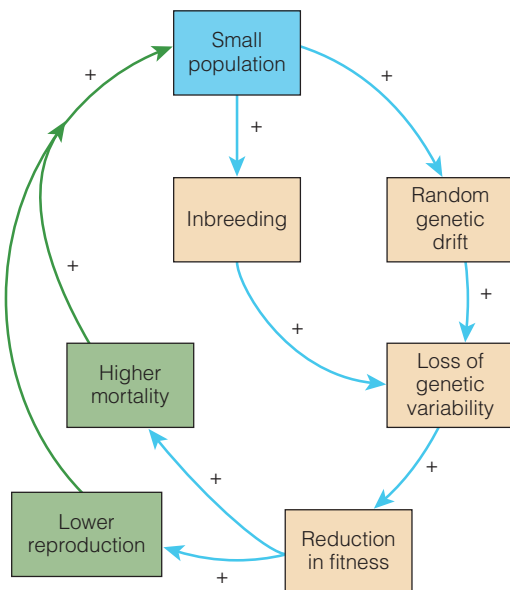 Small
population
+
+
+
Inbreeding
Random
genetic
drift
+
+
+
Higher
mortality
Loss of
genetic
variability
+
+
Lower
reproduction
Reduction
in fitness
+